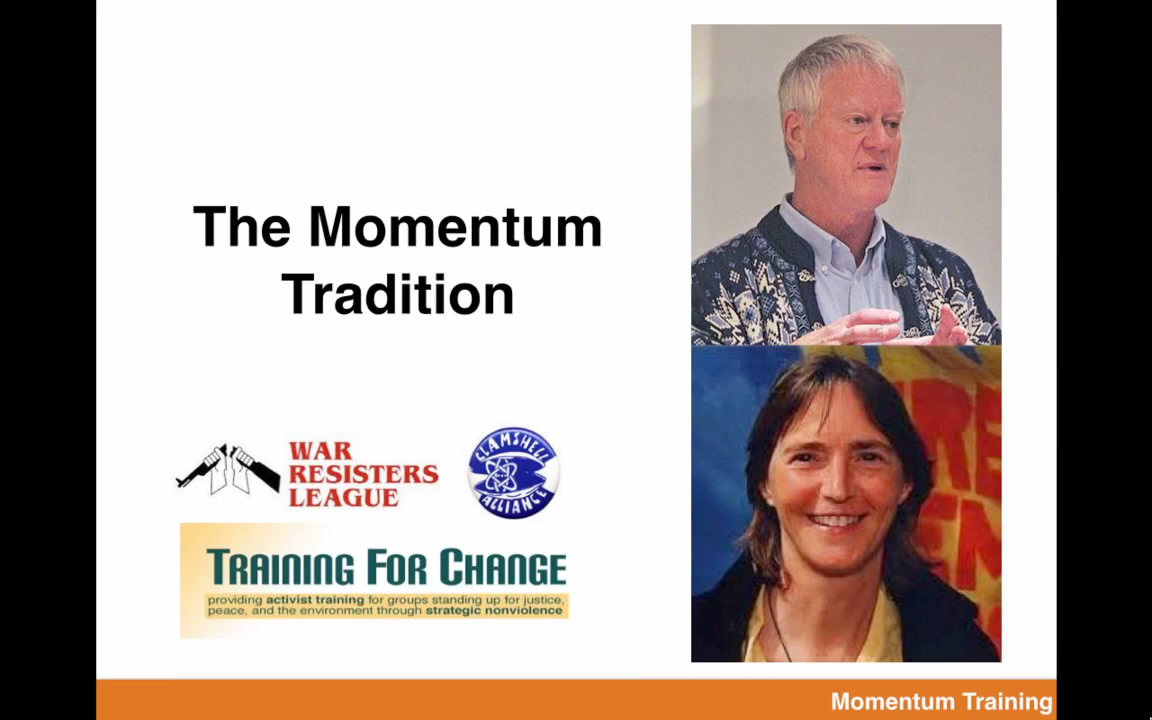 The Momentum
Tradition
WAR
RESISTERS
LEAGUE
CLAMSHELL
ALLIANCE
TRAINING FOR CHANGE
providing activist training for groups standing up for justice,
peace, and the environment through strategic nonviolence
Momentum Training